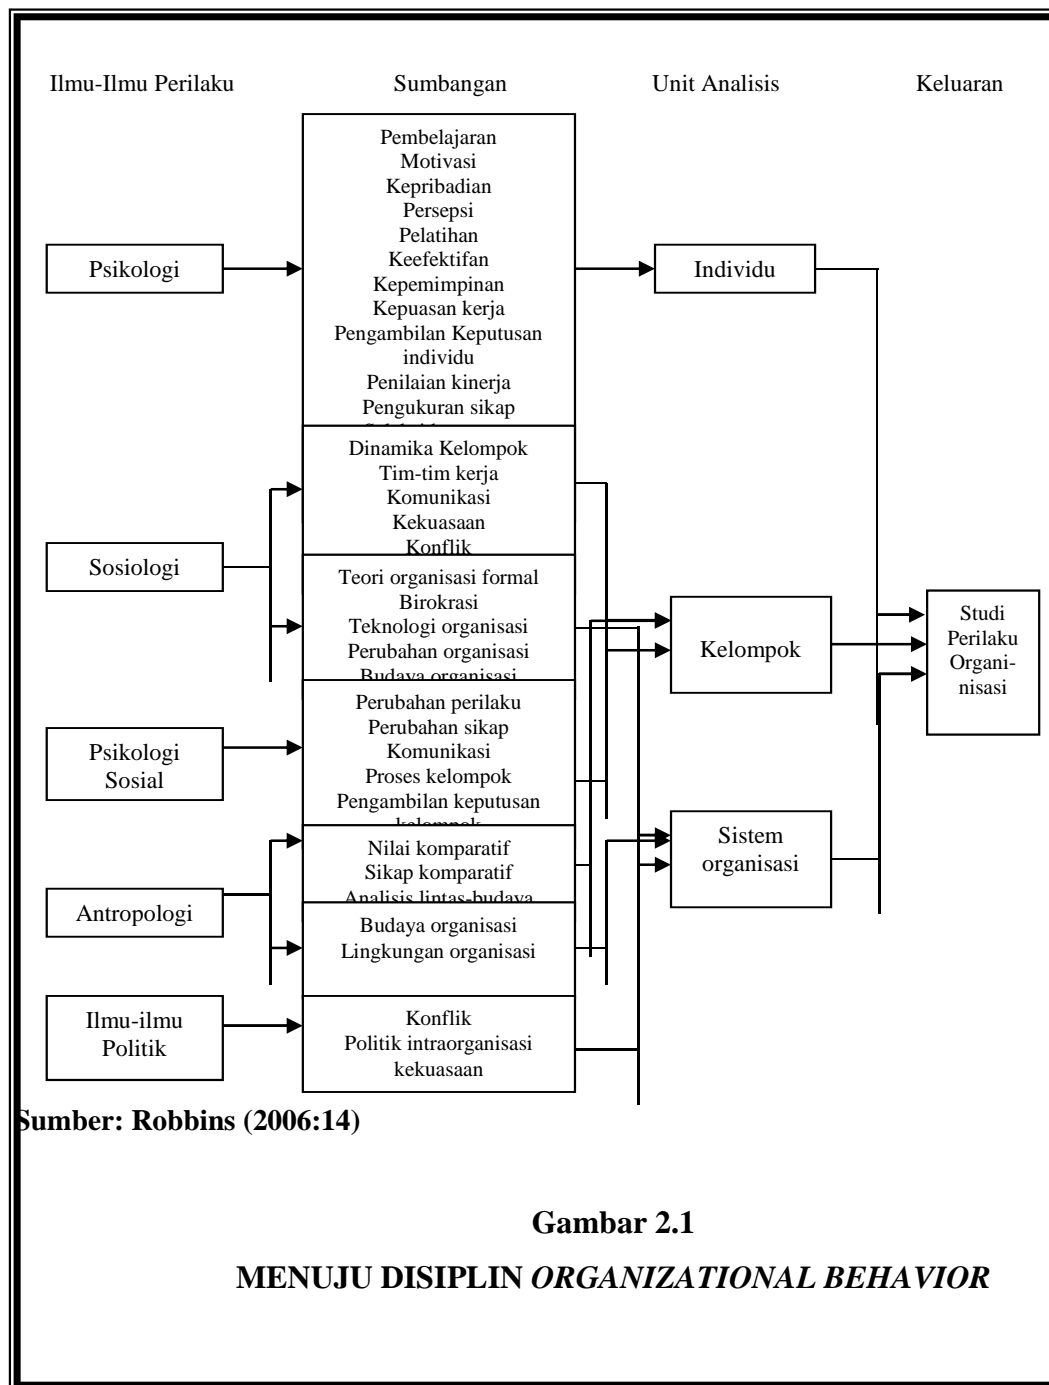 Ilmu-Ilmu Perilaku
Sumbangan
Unit Analisis
Keluaran
Psikologi
Pembelajaran
Motivasi
Kepribadian
Persepsi
Pelatihan
Keefektifan
Kepemimpinan
Kepuasan kerja
Pengambilan Keputusan
individu
Penilaian kinerja
Pengukuran sikap
Individu
Sosiologi
Dinamika Kelompok
Tim-tim kerja
Komunikasi
Kekuasaan
Konflik
Teori organisasi formal
Birokrasi
Teknologi organisasi
Perubahan organisasi
Budaya organisasi
Kelompok
Studi
Perilaku
Organi-
nisasi
Psikologi
Sosial
Perubahan perilaku
Perubahan sikap
Komunikasi
Proses kelompok
Pengambilan keputusan
kelompok
Antropologi
Nilai komparatif
Sikap komparatif
Analisis lintas-budaya
Budaya organisasi
Lingkungan organisasi
Sistem
organisasi
Ilmu-ilmu
Politik
Konflik
Politik intraorganisasi
kekuasaan
Sumber: Robbins (2006:14)
Gambar 2.1
MENUJU DISIPLIN ORGANIZATIONAL BEHAVIOR